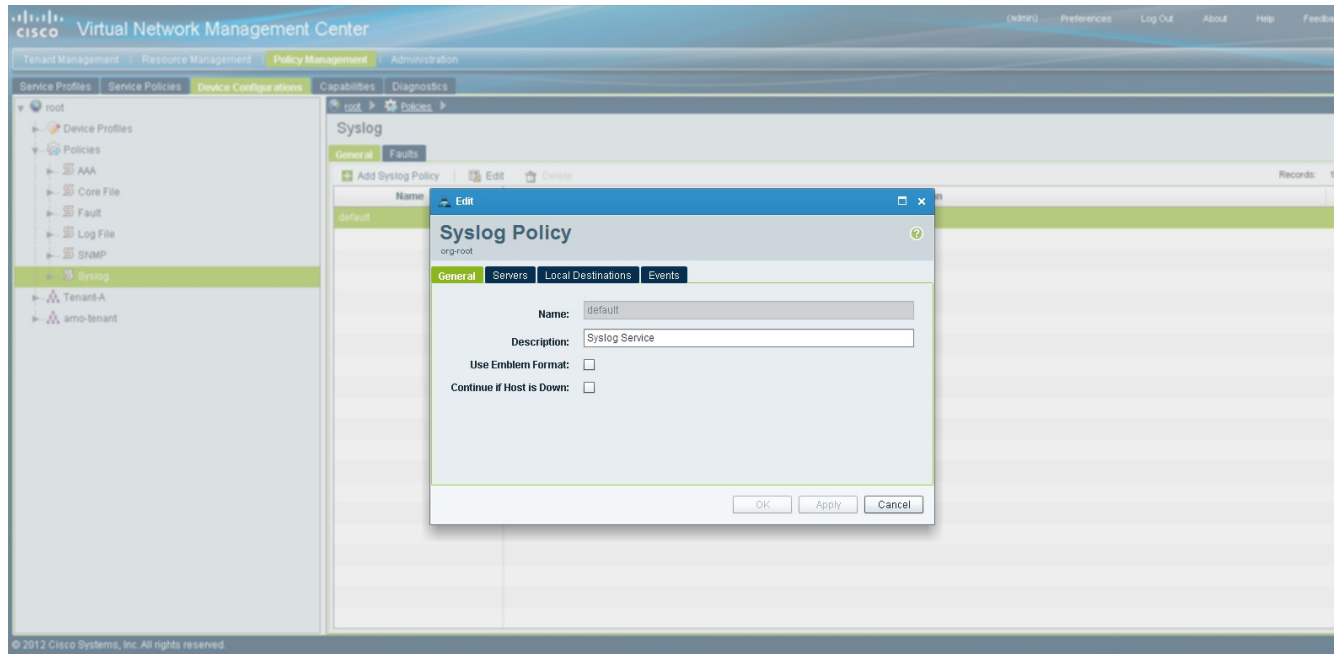 CISCO Virtual Network Management Center
(admin) Preferences Log Out About Help
Tenant Management | Resource Management | Policy Management | Administration
Service Profiles Service Policies Device Configurations Capabilities Diagnostics
root
Device Profiles
Policies
AAA
Core File
Fault
Log File
SNMP
Syslog
Tenant-A
amo-tenant
root Policies
Syslog
General Faults
Add Syslog Policy Edit Delete Records:
Name
default
Edit
Syslog Policy
org-root
General Servers Local Destinations Events
Name: default
Description: Syslog Service
Use Emblem Format:
Continue if Host is Down:
OK Apply Cancel
© 2012 Cisco Systems, Inc. All rights reserved.